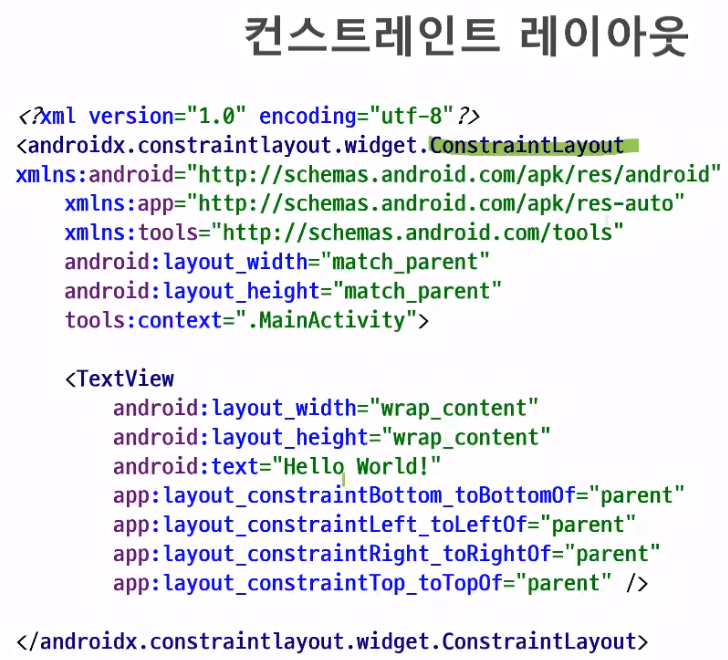 컨스트레인트 레이아웃
<?xml version="1.0" encoding="utf-8"?>
<androidx.constraintlayout.widget.ConstraintLayout
xmlns:android="http://schemas.android.com/apk/res/android"
    xmlns:app="http://schemas.android.com/apk/res-auto"
    xmlns:tools="http://schemas.android.com/tools"
    android:layout_width="match_parent"
    android:layout_height="match_parent"
    tools:context=".MainActivity">
    <TextView
        android:layout_width="wrap_content"
        android:layout_height="wrap_content"
        android:text="Hello World!"
        app:layout_constraintBottom_toBottomOf="parent"
        app:layout_constraintLeft_toLeftOf="parent"
        app:layout_constraintRight_toRightOf="parent"
        app:layout_constraintTop_toTopOf="parent" />
</androidx.constraintlayout.widget.ConstraintLayout>